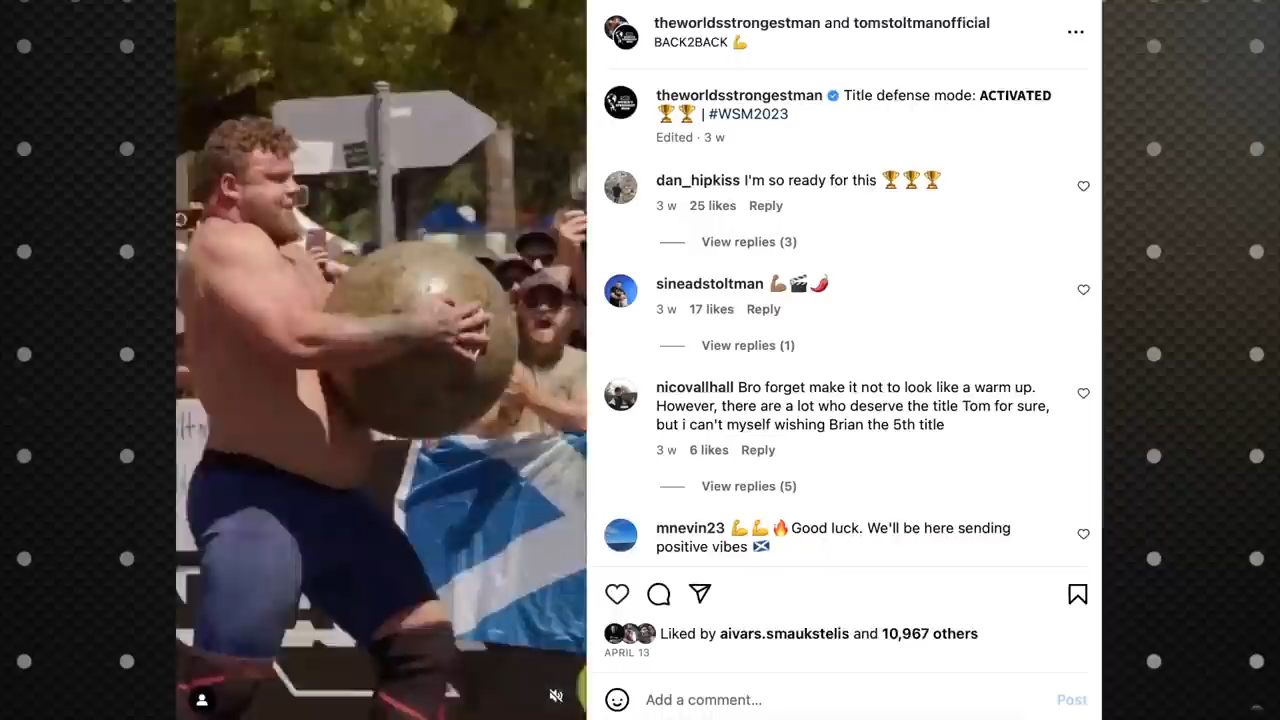 theworldsstrongestman and tomstoltmanofficial
BACK2BACK 💪
theworldsstrongestman Title defense mode: ACTIVATED
🏆🏆 | #WSM2023
Edited · 3 w
dan_hipkiss I'm so ready for this 🏆🏆🏆
3 w 25 likes Reply
View replies (3)
sineadstoltman 💪🏽🎬🌶️
3 w 17 likes Reply
View replies (1)
nicovallhall Bro forget make it not to look like a warm up.
However, there are a lot who deserve the title Tom for sure,
but i can't myself wishing Brian the 5th title
3 w 6 likes Reply
View replies (5)
mnevin23 💪💪🔥Good luck. We'll be here sending
positive vibes 🏴󠁧󠁢󠁳󠁣󠁴󠁿
Liked by aivars.smaukstelis and 10,967 others
APRIL 13
Add a comment...
Post